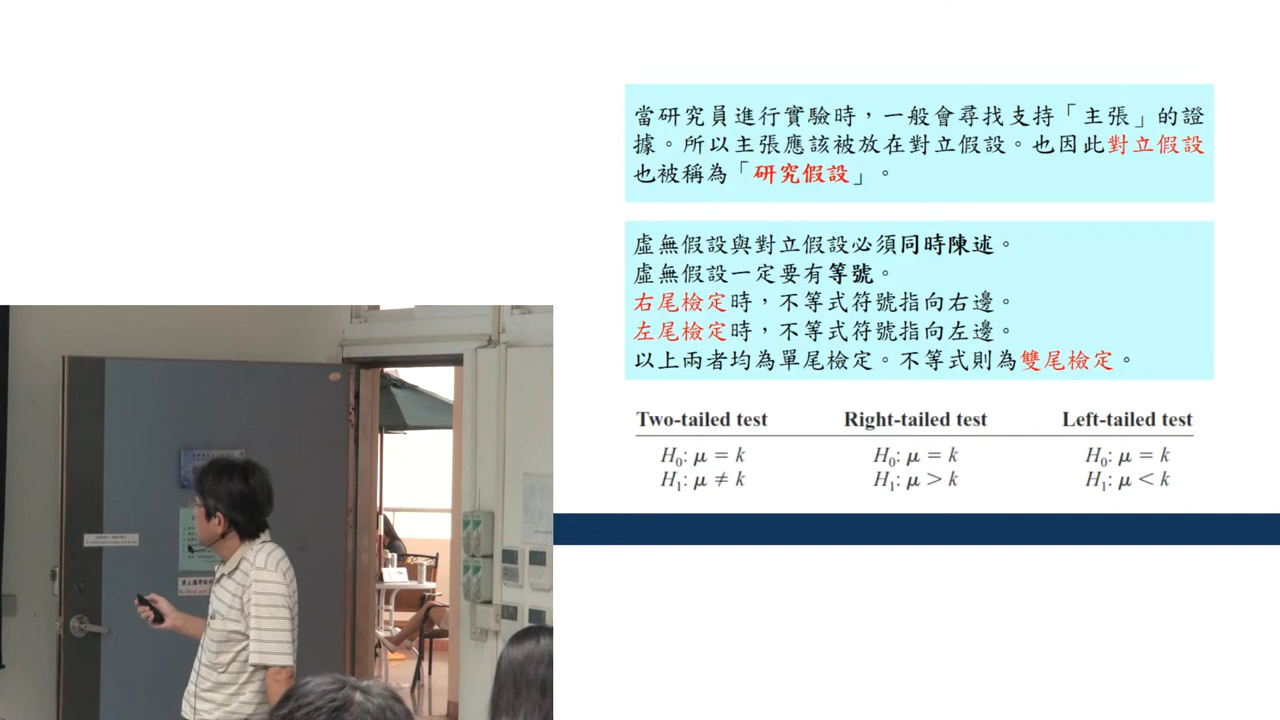 當研究員進行實驗時，一般會尋找支持「主張」的證
據。所以主張應該被放在對立假設。也因此對立假設
也被稱為「研究假設」。
虛無假設與對立假設必須同時陳述。
虛無假設一定要有等號。
右尾檢定時，不等式符號指向右邊。
左尾檢定時，不等式符號指向左邊。
以上兩者均為單尾檢定。不等式則為雙尾檢定。
Two-tailed test Right-tailed test Left-tailed test
H₀: μ = k H₀: μ = k H₀: μ = k
H₁: μ ≠ k H₁: μ > k H₁: μ < k